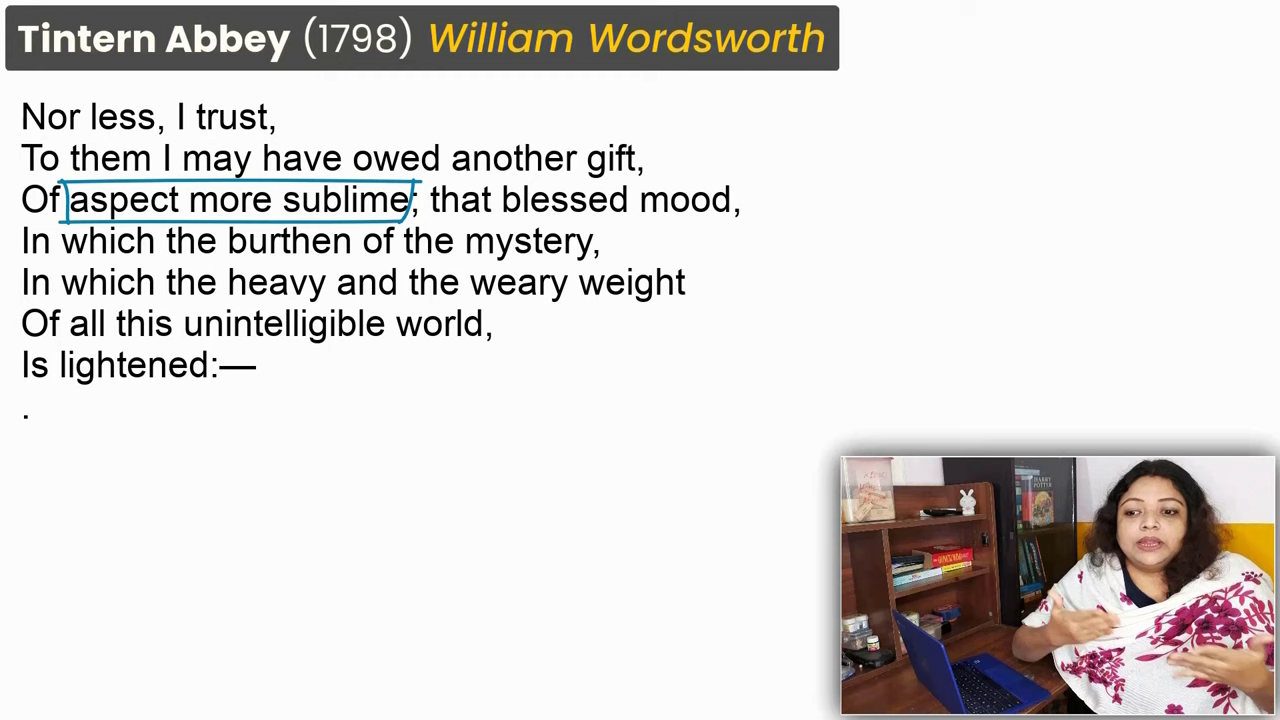 Tintern Abbey (1798) William Wordsworth
Nor less, I trust,
To them I may have owed another gift,
Of aspect more sublime; that blessed mood,
In which the burthen of the mystery,
In which the heavy and the weary weight
Of all this unintelligible world,
Is lightened:—
.
HARRY
POTTER